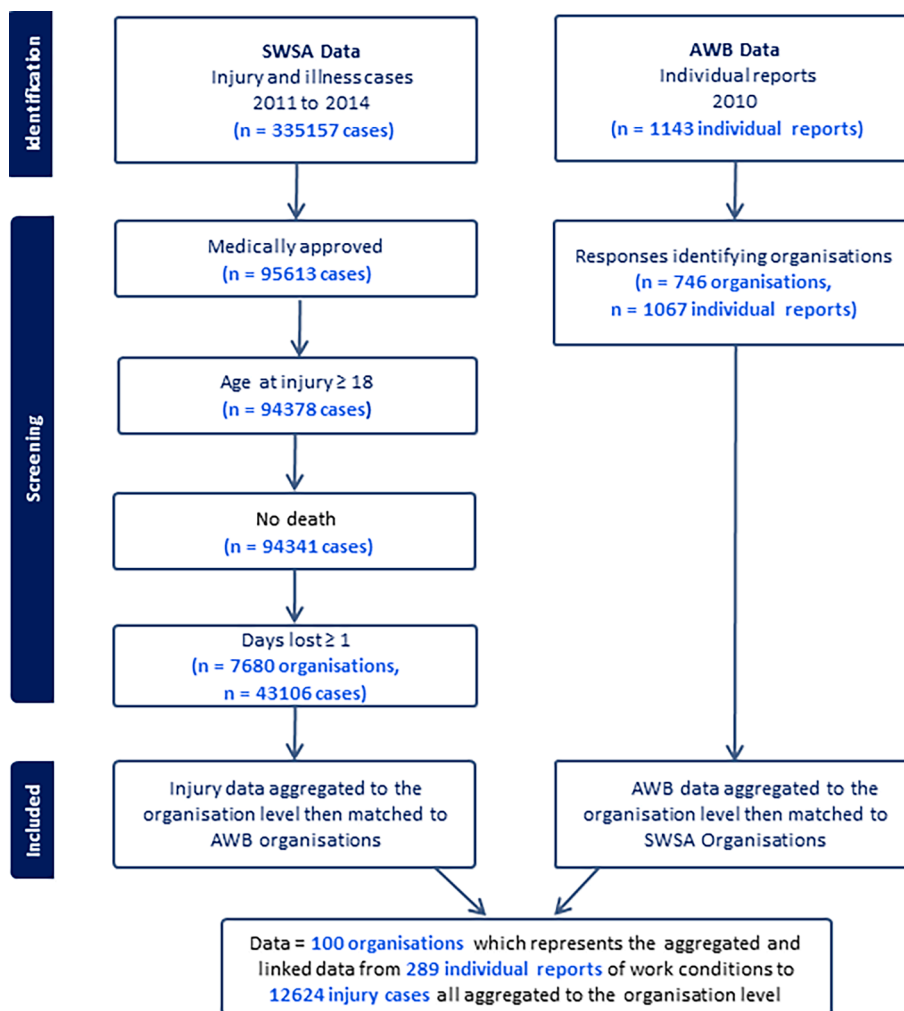 Identification
SWSA Data
Injury and illness cases
2011 to 2014
(n = 335157 cases)
AWB Data
Individual reports
2010
(n = 1143 individual reports)
Screening
Medically approved
(n = 95613 cases)
Responses identifying organisations
(n = 746 organisations,
n = 1067 individual reports)
Age at injury ≥ 18
(n = 94378 cases)
No death
(n = 94341 cases)
Days lost ≥ 1
(n = 7680 organisations,
n = 43106 cases)
Included
Injury data aggregated to the
organisation level then matched to
AWB organisations
AWB data aggregated to the
organisation level then matched to
SWSA Organisations
Data = 100 organisations which represents the aggregated and
linked data from 289 individual reports of work conditions to
12624 injury cases all aggregated to the organisation level